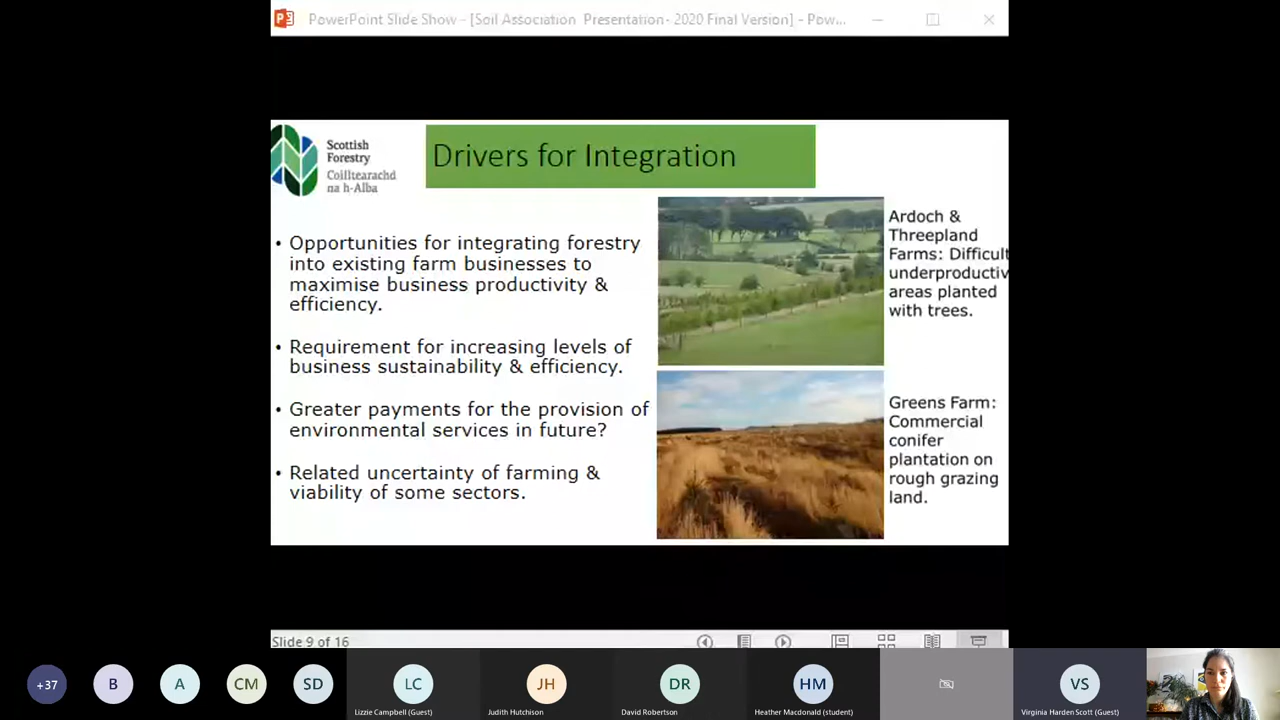 PowerPoint Slide Show - [Soil Association Presentation- 2020 Final Version] - Pow...
Scottish
Forestry
Coilltearachd
na h-Alba
Drivers for Integration
• Opportunities for integrating forestry
into existing farm businesses to
maximise business productivity &
efficiency.
• Requirement for increasing levels of
business sustainability & efficiency.
• Greater payments for the provision of
environmental services in future?
• Related uncertainty of farming &
viability of some sectors.
Ardoch &
Threepland
Farms: Difficult
underproductiv
areas planted
with trees.
Greens Farm:
Commercial
conifer
plantation on
rough grazing
land.
Slide 9 of 16
+37
B
A
CM
SD
LC
Lizzie Campbell (Guest)
JH
Judith Hutchison
DR
David Robertson
HM
Heather Macdonald (student)
VS
Virginia Harden Scott (Guest)